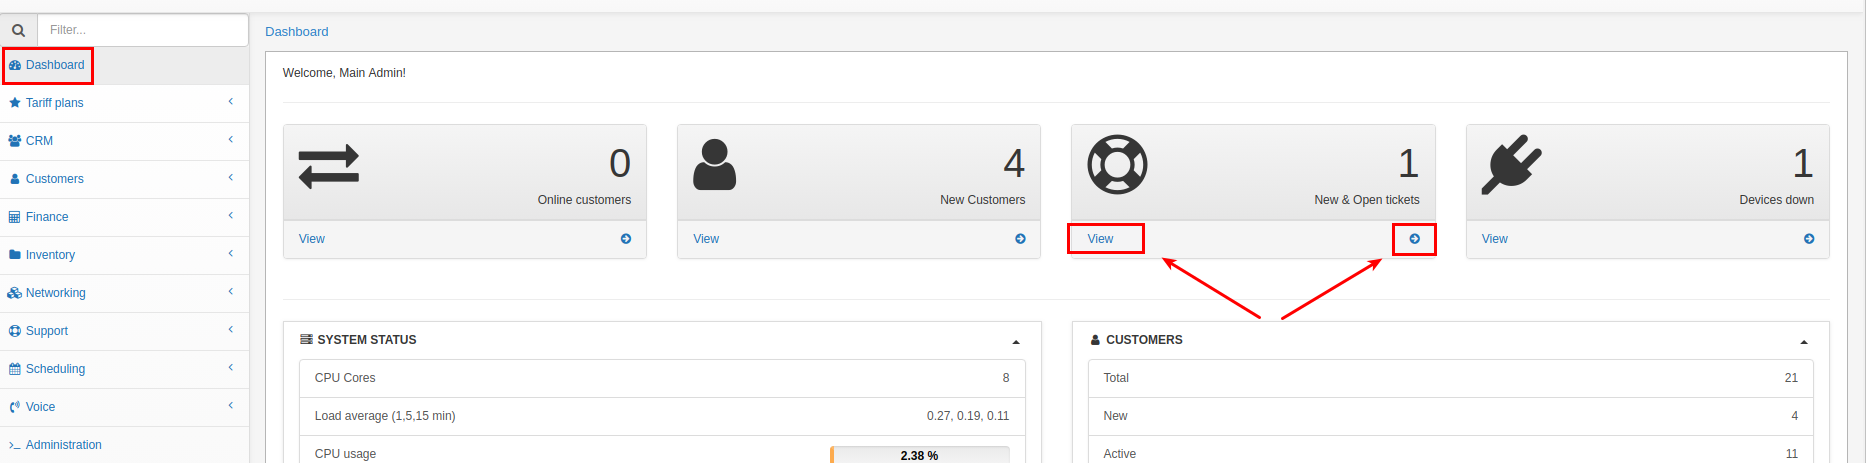 Filter...
Dashboard
Tariff plans
CRM
Customers
Finance
Inventory
Networking
Support
Scheduling
Voice
Administration
Dashboard
Welcome, Main Admin!
0
Online customers
View
4
New Customers
View
1
New & Open tickets
View
1
Devices down
View
SYSTEM STATUS
CPU Cores 8
Load average (1,5,15 min) 0.27, 0.19, 0.11
CPU usage 2.38 %
CUSTOMERS
Total 21
New 4
Active 11